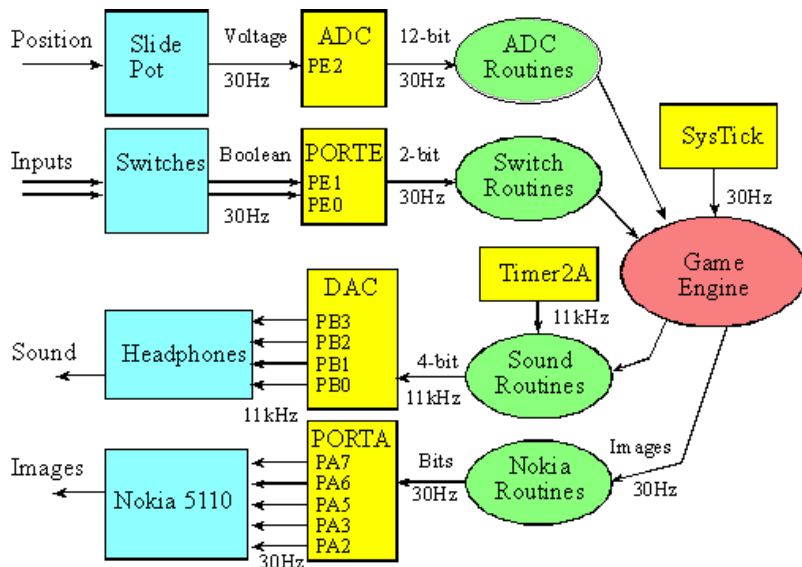 Position
Slide
Pot
Voltage
30Hz
ADC
PE2
12-bit
30Hz
ADC
Routines
SysTick
30Hz
Inputs
Switches
Boolean
30Hz
PORTE
PE1
PE0
2-bit
30Hz
Switch
Routines
Game
Engine
Timer2A
11kHz
Sound
Headphones
11kHz
DAC
PB3
PB2
PB1
PB0
4-bit
11kHz
Sound
Routines
Images
Nokia 5110
30Hz
PORTA
PA7
PA6
PA5
PA3
PA2
Bits
30Hz
Nokia
Routines
Images
30Hz